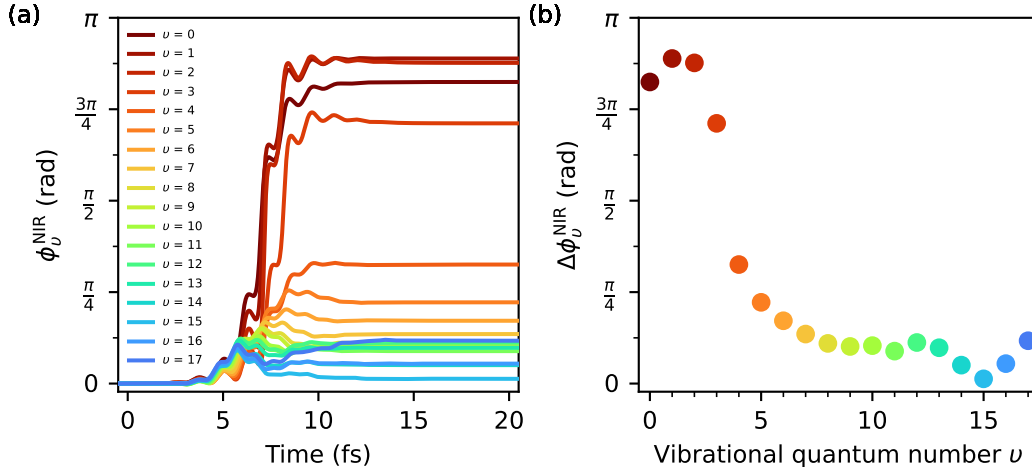 (a)
π
3π/4
π/2
π/4
0
ϕ_υ^NIR (rad)
υ = 0
υ = 1
υ = 2
υ = 3
υ = 4
υ = 5
υ = 6
υ = 7
υ = 8
υ = 9
υ = 10
υ = 11
υ = 12
υ = 13
υ = 14
υ = 15
υ = 16
υ = 17
0 5 10 15 20
Time (fs)
(b)
π
3π/4
π/2
π/4
0
Δϕ_υ^NIR (rad)
0 5 10 15
Vibrational quantum number υ